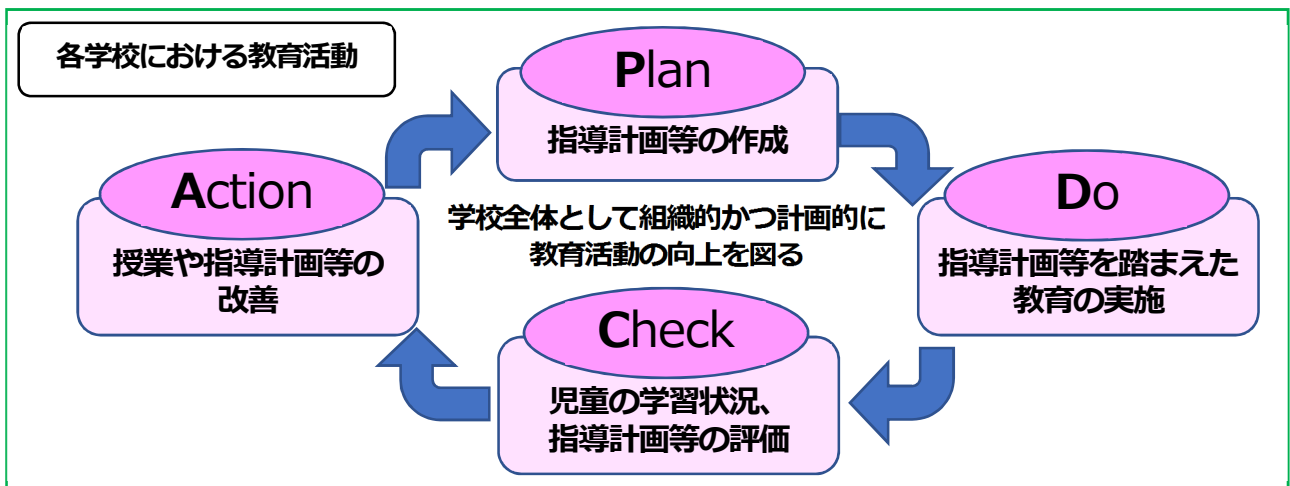 各学校における教育活動
Plan
指導計画等の作成
Do
指導計画等を踏まえた
教育の実施
Check
児童の学習状況、
指導計画等の評価
Action
授業や指導計画等の
改善
学校全体として組織的かつ計画的に
教育活動の向上を図る